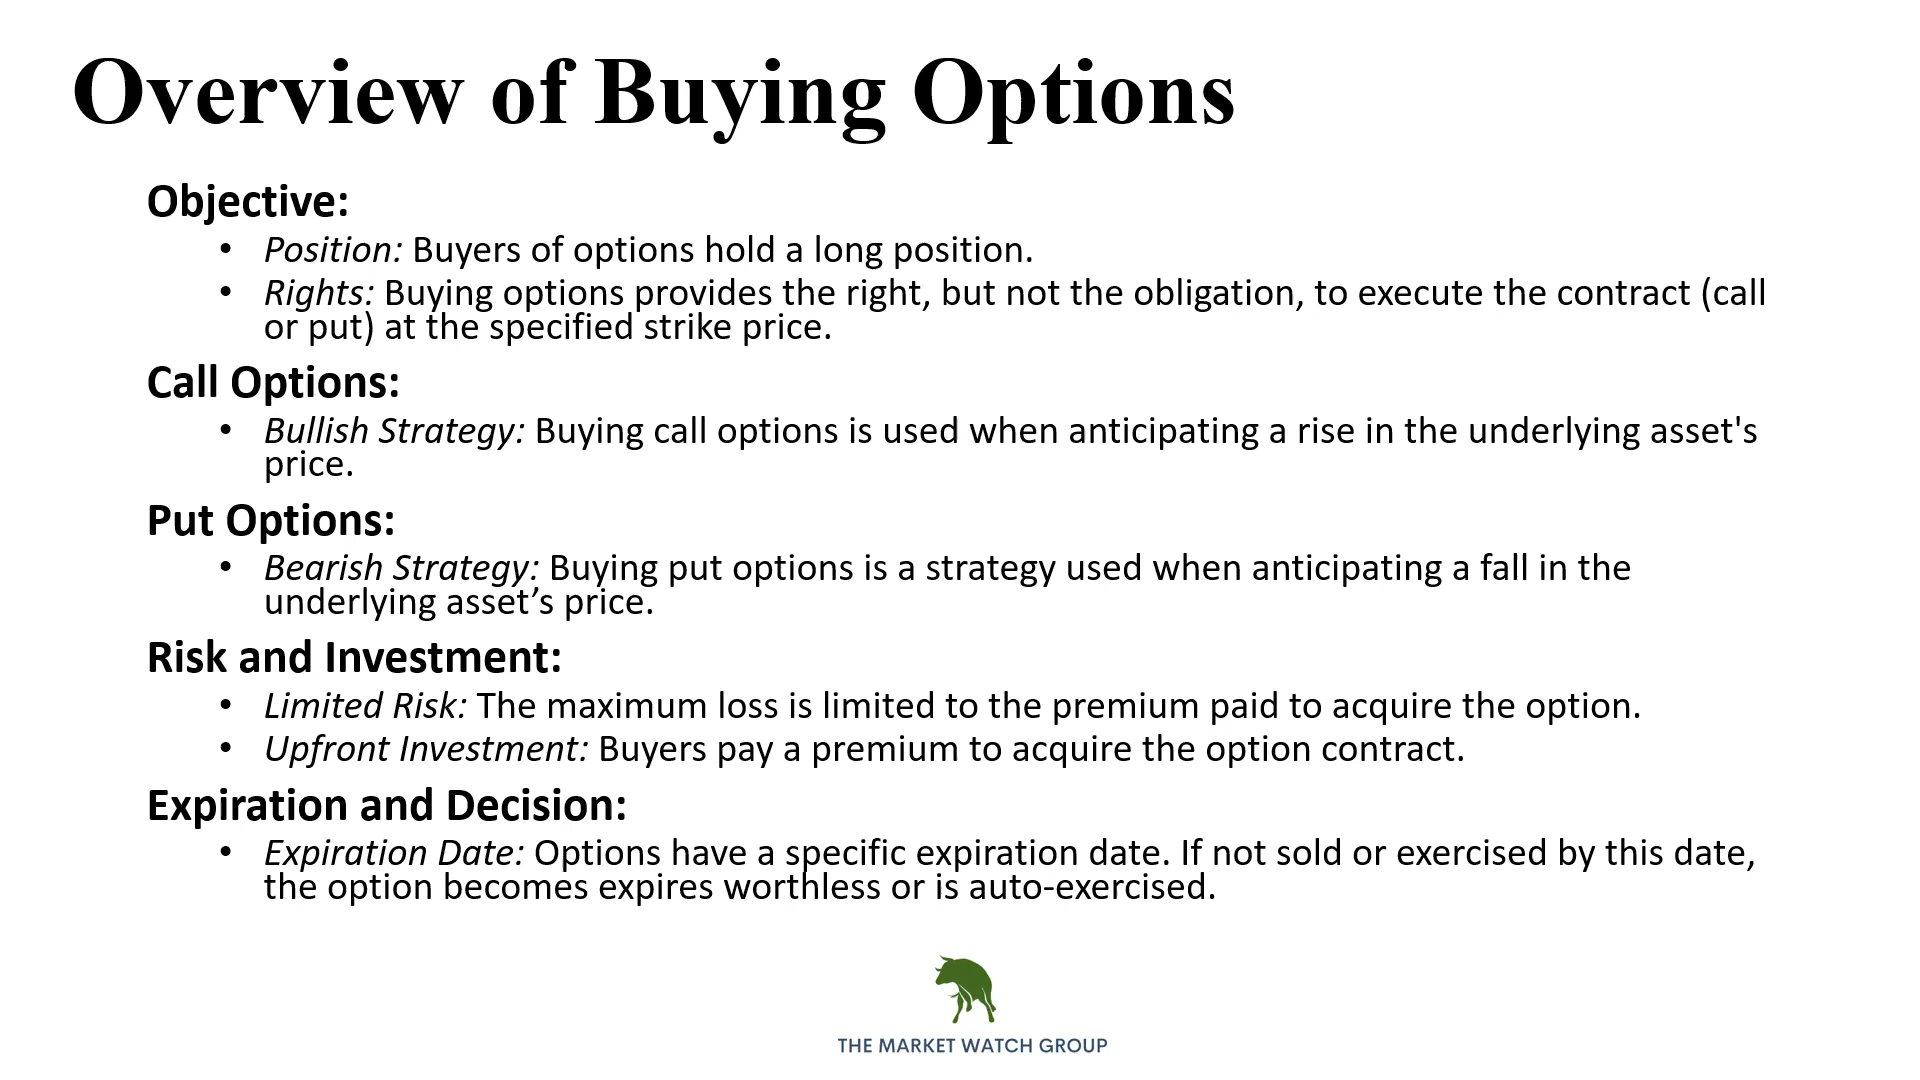 Overview of Buying Options
Objective:
• Position: Buyers of options hold a long position.
• Rights: Buying options provides the right, but not the obligation, to execute the contract (call
or put) at the specified strike price.
Call Options:
• Bullish Strategy: Buying call options is used when anticipating a rise in the underlying asset's
price.
Put Options:
• Bearish Strategy: Buying put options is a strategy used when anticipating a fall in the
underlying asset’s price.
Risk and Investment:
• Limited Risk: The maximum loss is limited to the premium paid to acquire the option.
• Upfront Investment: Buyers pay a premium to acquire the option contract.
Expiration and Decision:
• Expiration Date: Options have a specific expiration date. If not sold or exercised by this date,
the option becomes expires worthless or is auto-exercised.
THE MARKET WATCH GROUP